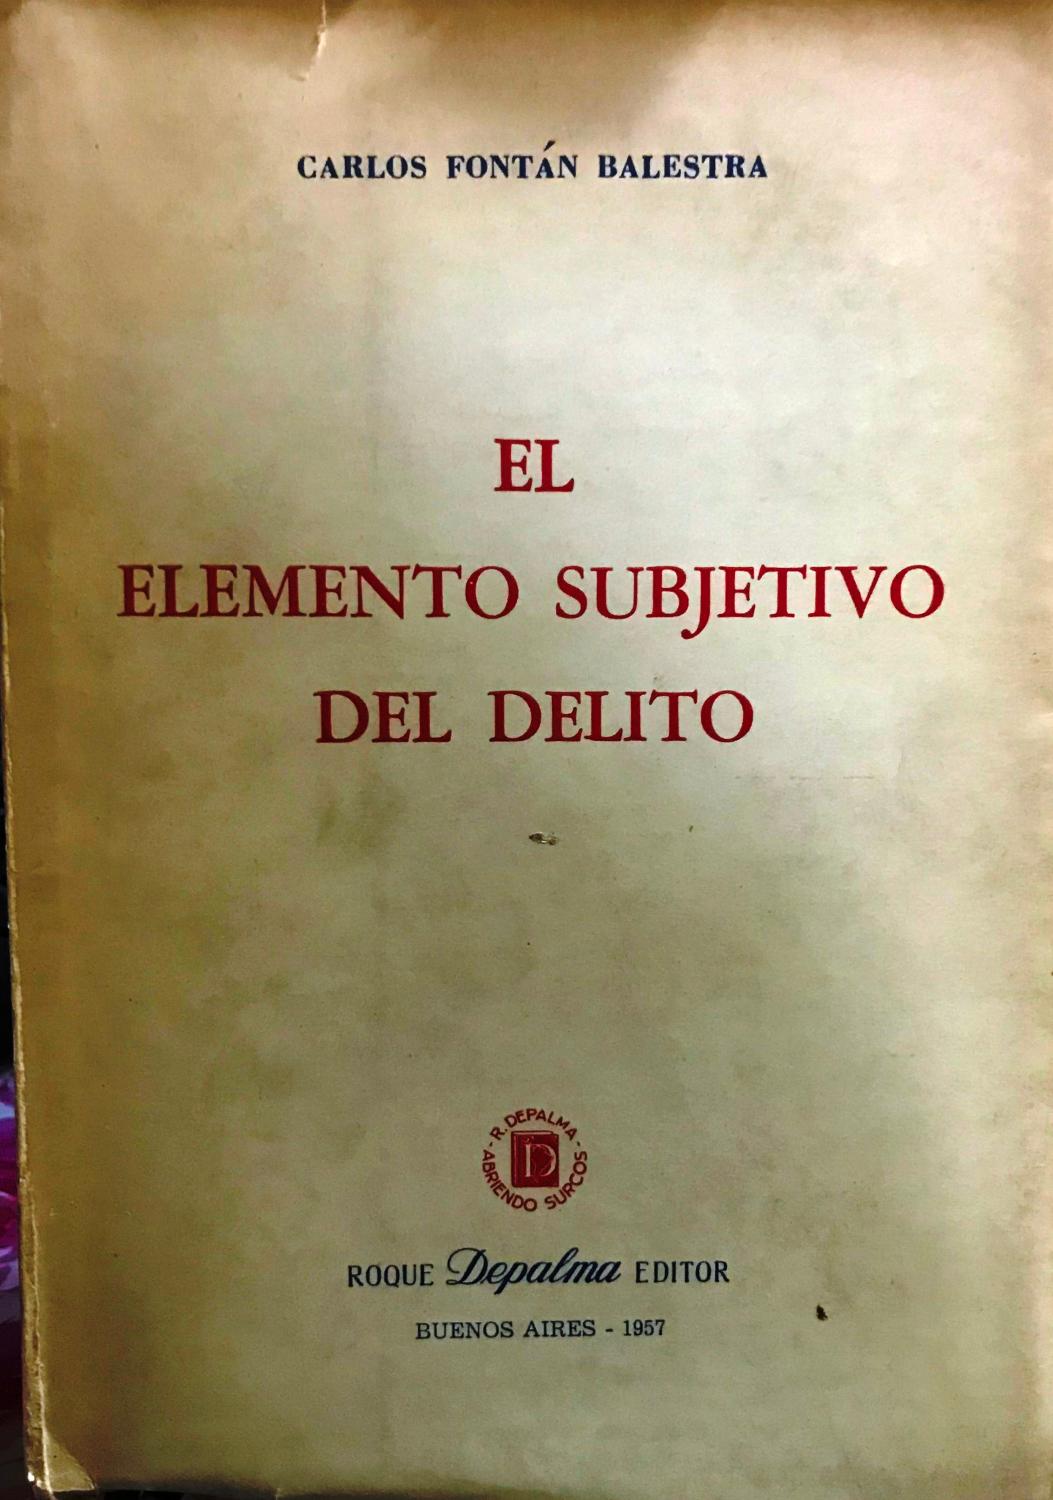 CARLOS FONTÁN BALESTRA
EL
ELEMENTO SUBJETIVO
DEL DELITO
R. DEPALMA
D
ABRIENDO SURCOS
ROQUE Depalma EDITOR
BUENOS AIRES - 1957